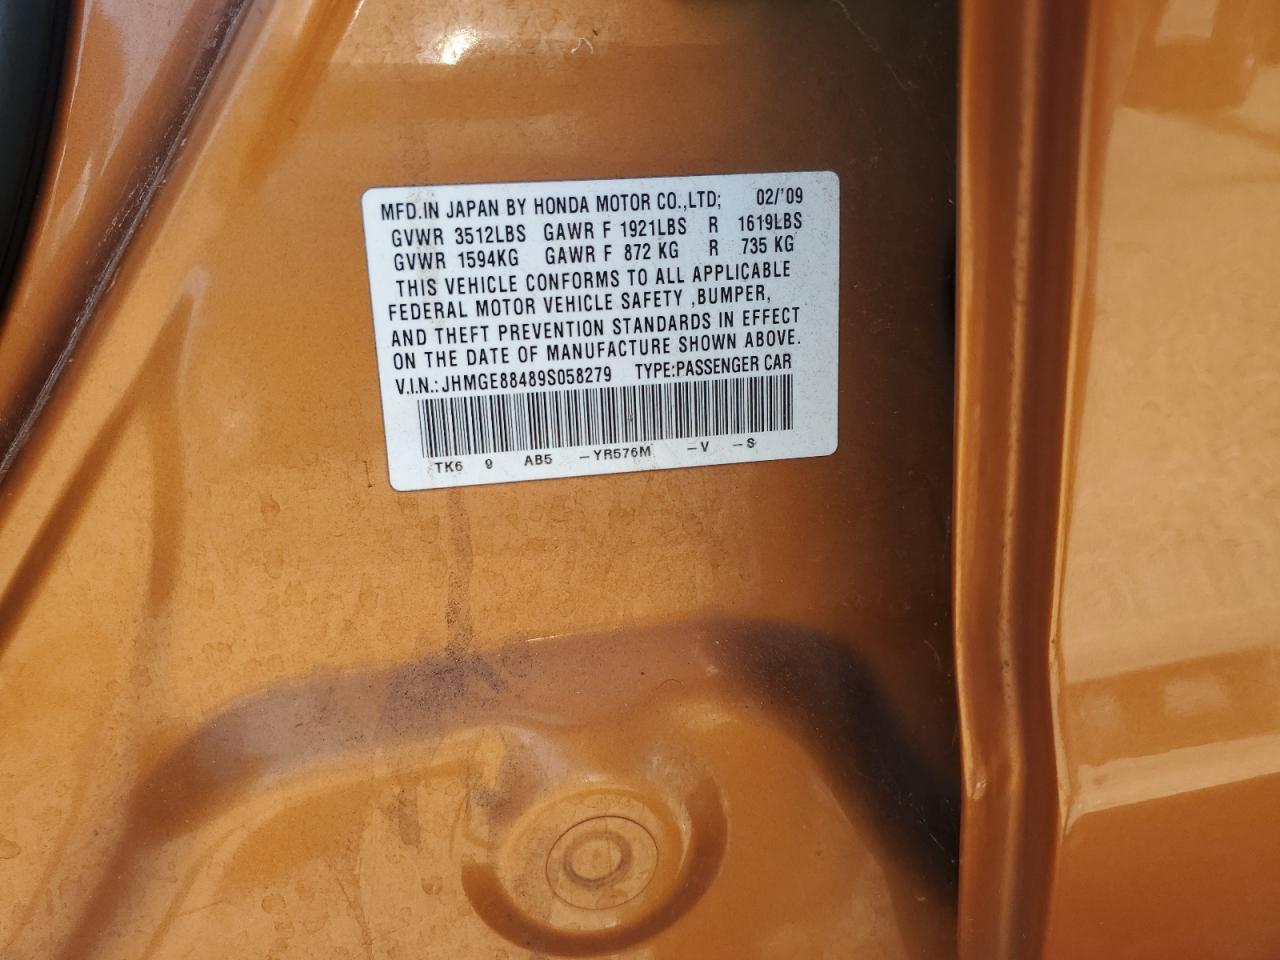 MFD.IN JAPAN BY HONDA MOTOR CO.,LTD; 02/'09
GVWR 3512LBS GAWR F 1921LBS R 1619LBS
GVWR 1594KG GAWR F 872 KG R 735 KG
THIS VEHICLE CONFORMS TO ALL APPLICABLE
FEDERAL MOTOR VEHICLE SAFETY ,BUMPER,
AND THEFT PREVENTION STANDARDS IN EFFECT
ON THE DATE OF MANUFACTURE SHOWN ABOVE.
V.I.N.:JHMGE88489S058279 TYPE:PASSENGER CAR
TK6 9 AB5 -YR576M -V -S